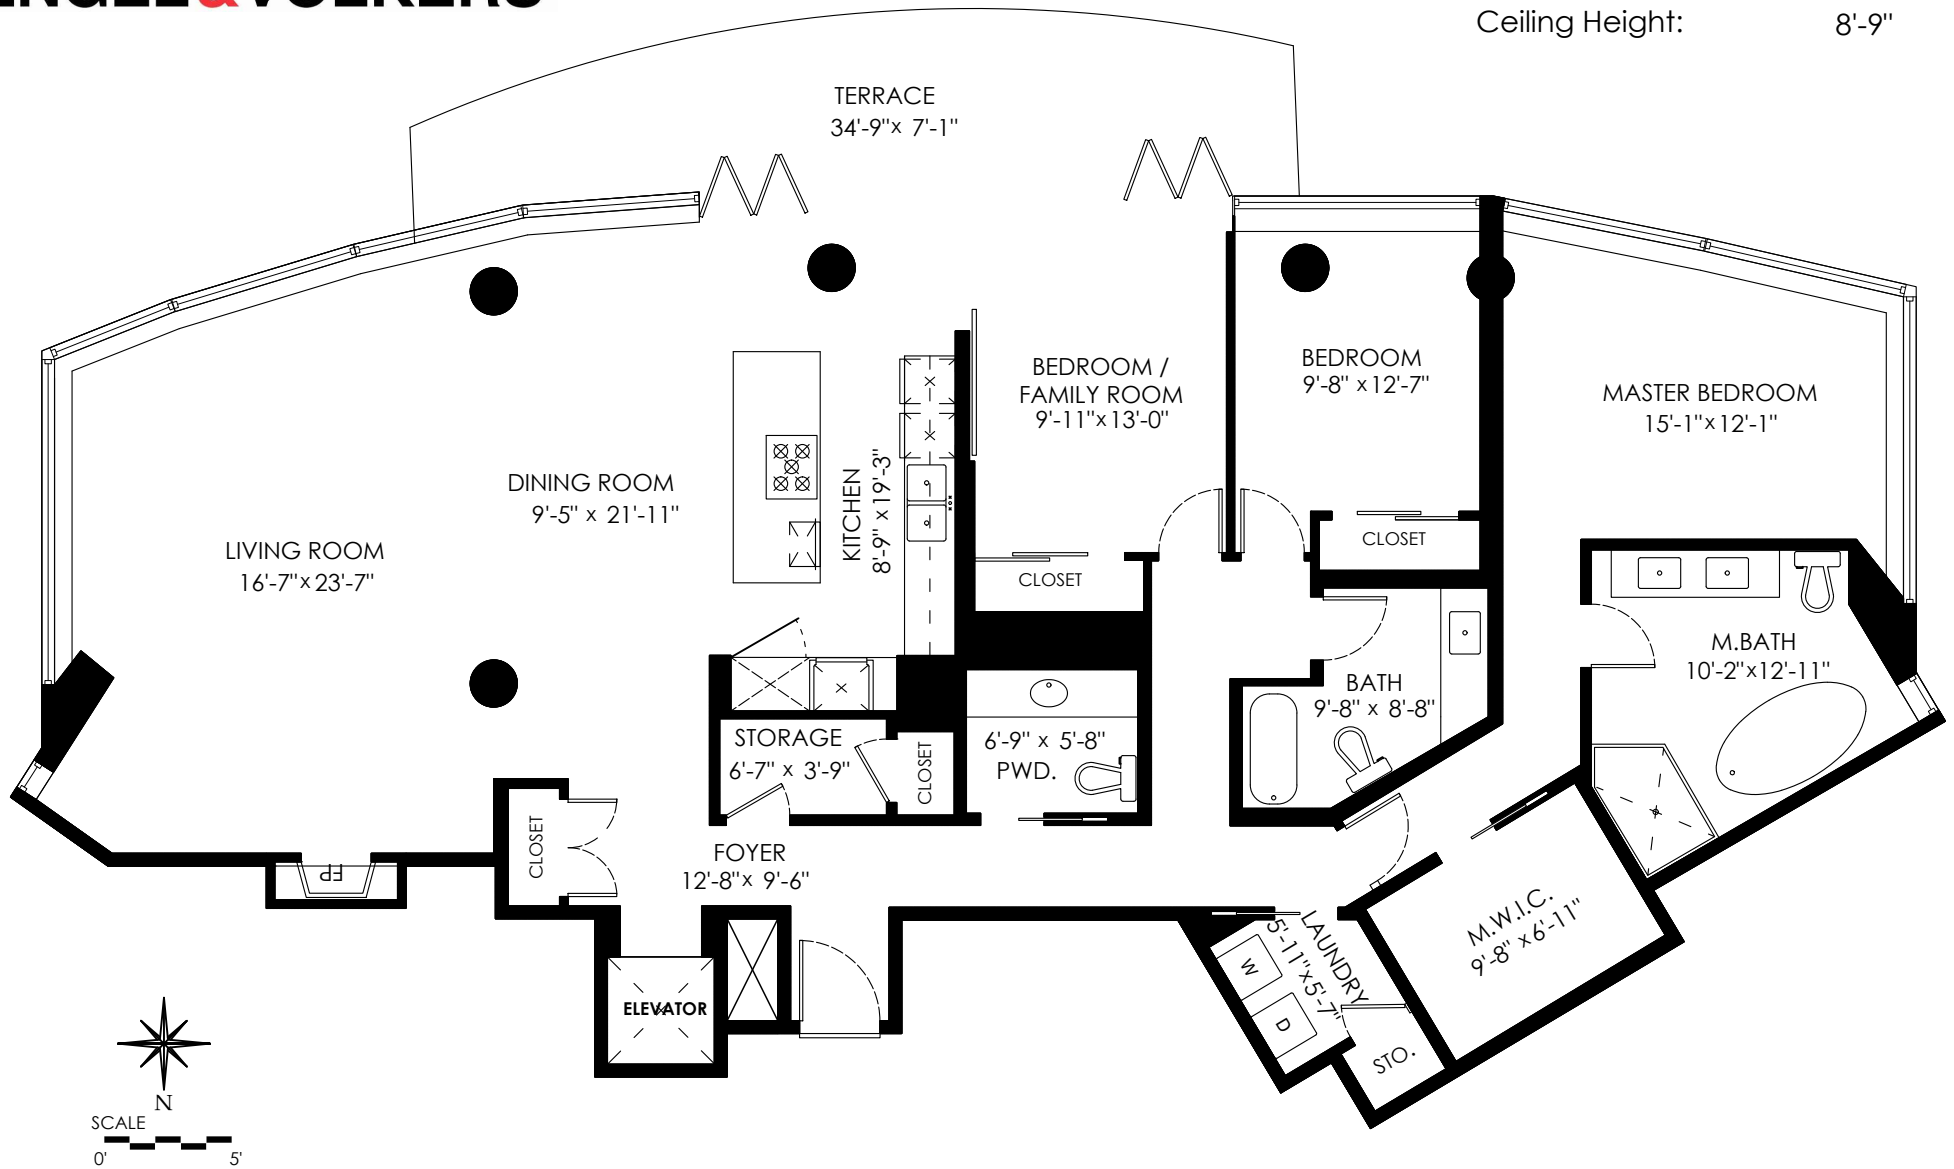 Ceiling Height: 8'-9"
TERRACE
34'-9"x 7'-1"
BEDROOM /
FAMILY ROOM
9'-11"x13'-0"
BEDROOM
9'-8" x12'-7"
MASTER BEDROOM
15'-1"x12'-1"
DINING ROOM
9'-5" x 21'-11"
KITCHEN
8'-9" x19'-3"
LIVING ROOM
16'-7"x23'-7"
CLOSET
CLOSET
M.BATH
10'-2"x12'-11"
BATH
9'-8" x 8'-8"
STORAGE
6'-7" x 3'-9"
CLOSET
6'-9" x 5'-8"
PWD.
CLOSET
FOYER
12'-8"x 9'-6"
FP
M.W.I.C.
9'-8" x6'-11"
LAUNDRY
5'-11"x5'-7"
W
D
STO.
ELEVATOR
N
SCALE
0' 5'